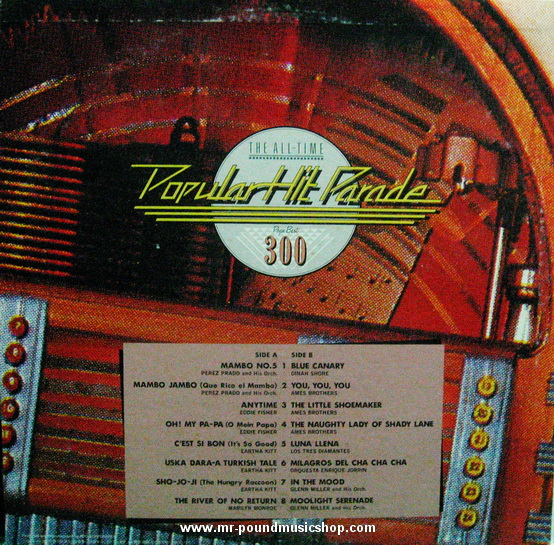 THE ALL-TIME
Popular Hit Parade
Pops Best
300
SIDE A SIDE B
MAMBO NO.5 1 BLUE CANARY
PEREZ PRADO and His Orch. DINAH SHORE
MAMBO JAMBO (Que Rico el Mambo) 2 YOU, YOU, YOU
PEREZ PRADO and His Orch. AMES BROTHERS
ANYTIME 3 THE LITTLE SHOEMAKER
EDDIE FISHER AMES BROTHERS
OH! MY PA-PA (O Mein Papa) 4 THE NAUGHTY LADY OF SHADY LANE
EDDIE FISHER AMES BROTHERS
C'EST SI BON (It's So Good) 5 LUNA LLENA
EARTHA KITT LOS TRES DIAMANTES
USKA DARA-A TURKISH TALE 6 MILAGROS DEL CHA CHA CHA
EARTHA KITT ORQUESTA ENRIQUE JORRIN
SHO-JO-JI (The Hungry Raccoon) 7 IN THE MOOD
EARTHA KITT GLENN MILLER and His Orch.
THE RIVER OF NO RETURN 8 MOOLIGHT SERENADE
MARILYN MONROE GLENN MILLER and His Orch.
www.mr-poundmusicshop.com